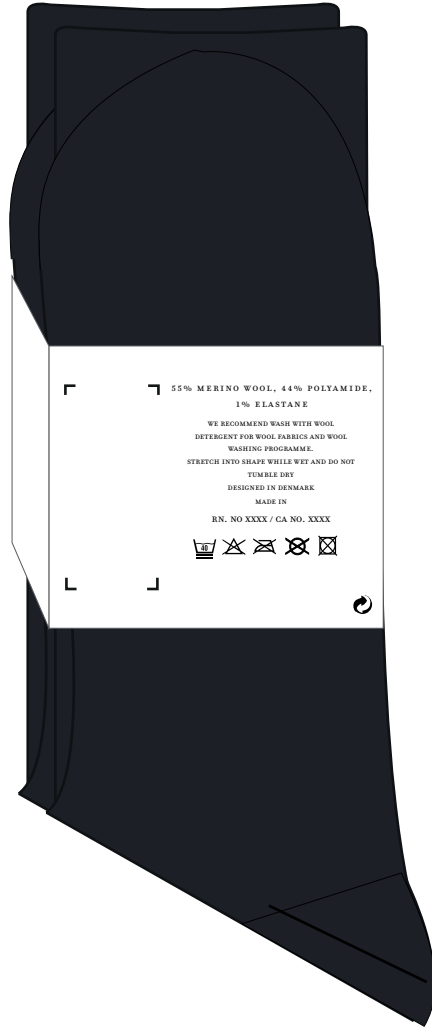 55% MERINO WOOL, 44% POLYAMIDE,
1% ELASTANE
WE RECOMMEND WASH WITH WOOL
DETERGENT FOR WOOL FABRICS AND WOOL
WASHING PROGRAMME.
STRETCH INTO SHAPE WHILE WET AND DO NOT
TUMBLE DRY
DESIGNED IN DENMARK
MADE IN
RN. NO XXXX / CA NO. XXXX
40